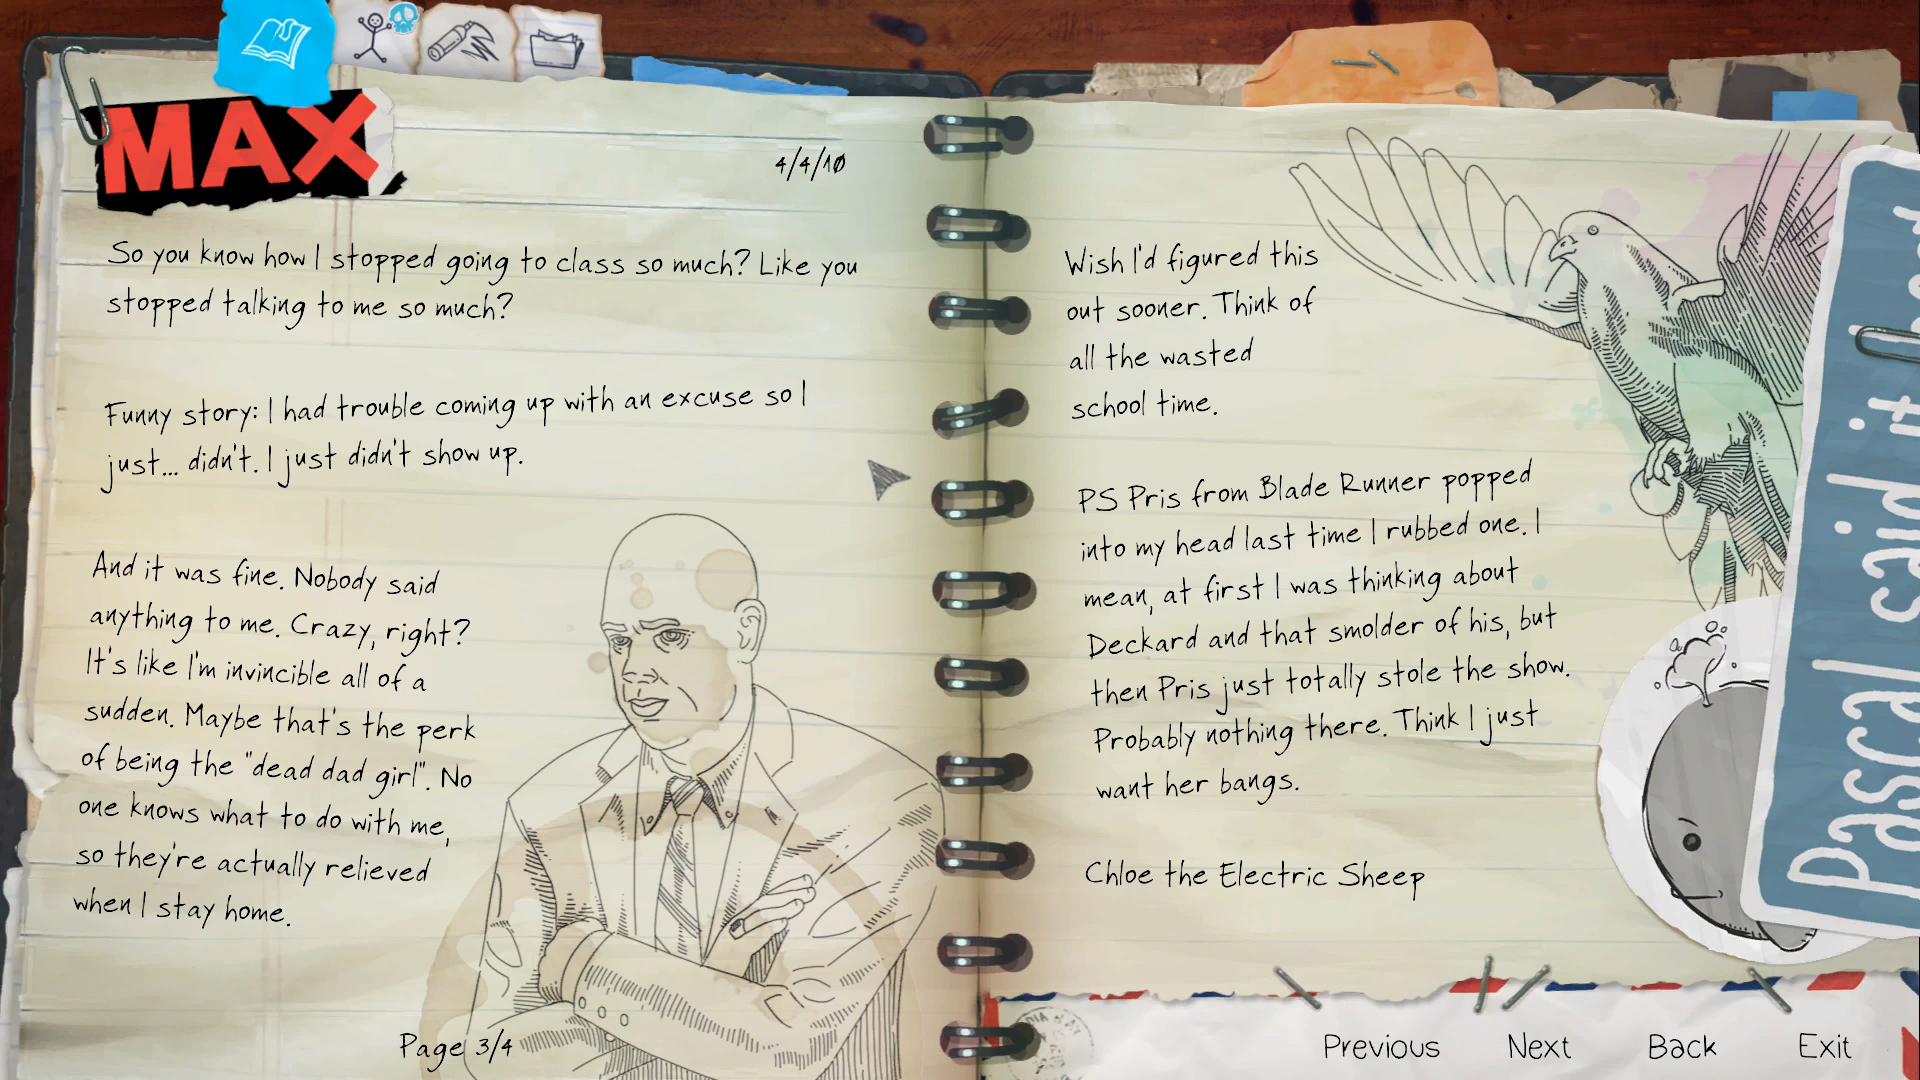 MAX
4/4/10
So you know how I stopped going to class so much? Like you
stopped talking to me so much?
Funny story: I had trouble coming up with an excuse so I
just... didn't. I just didn't show up.
And it was fine. Nobody said
anything to me. Crazy, right?
It's like I'm invincible all of a
sudden. Maybe that's the perk
of being the "dead dad girl". No
one knows what to do with me,
so they're actually relieved
when I stay home.
Page 3/4
Wish I'd figured this
out sooner. Think of
all the wasted
school time.
PS Pris from Blade Runner popped
into my head last time I rubbed one. I
mean, at first I was thinking about
Deckard and that smolder of his, but
then Pris just totally stole the show.
Probably nothing there. Think I just
want her bangs.
Chloe the Electric Sheep
Pascal said it
Previous
Next
Back
Exit